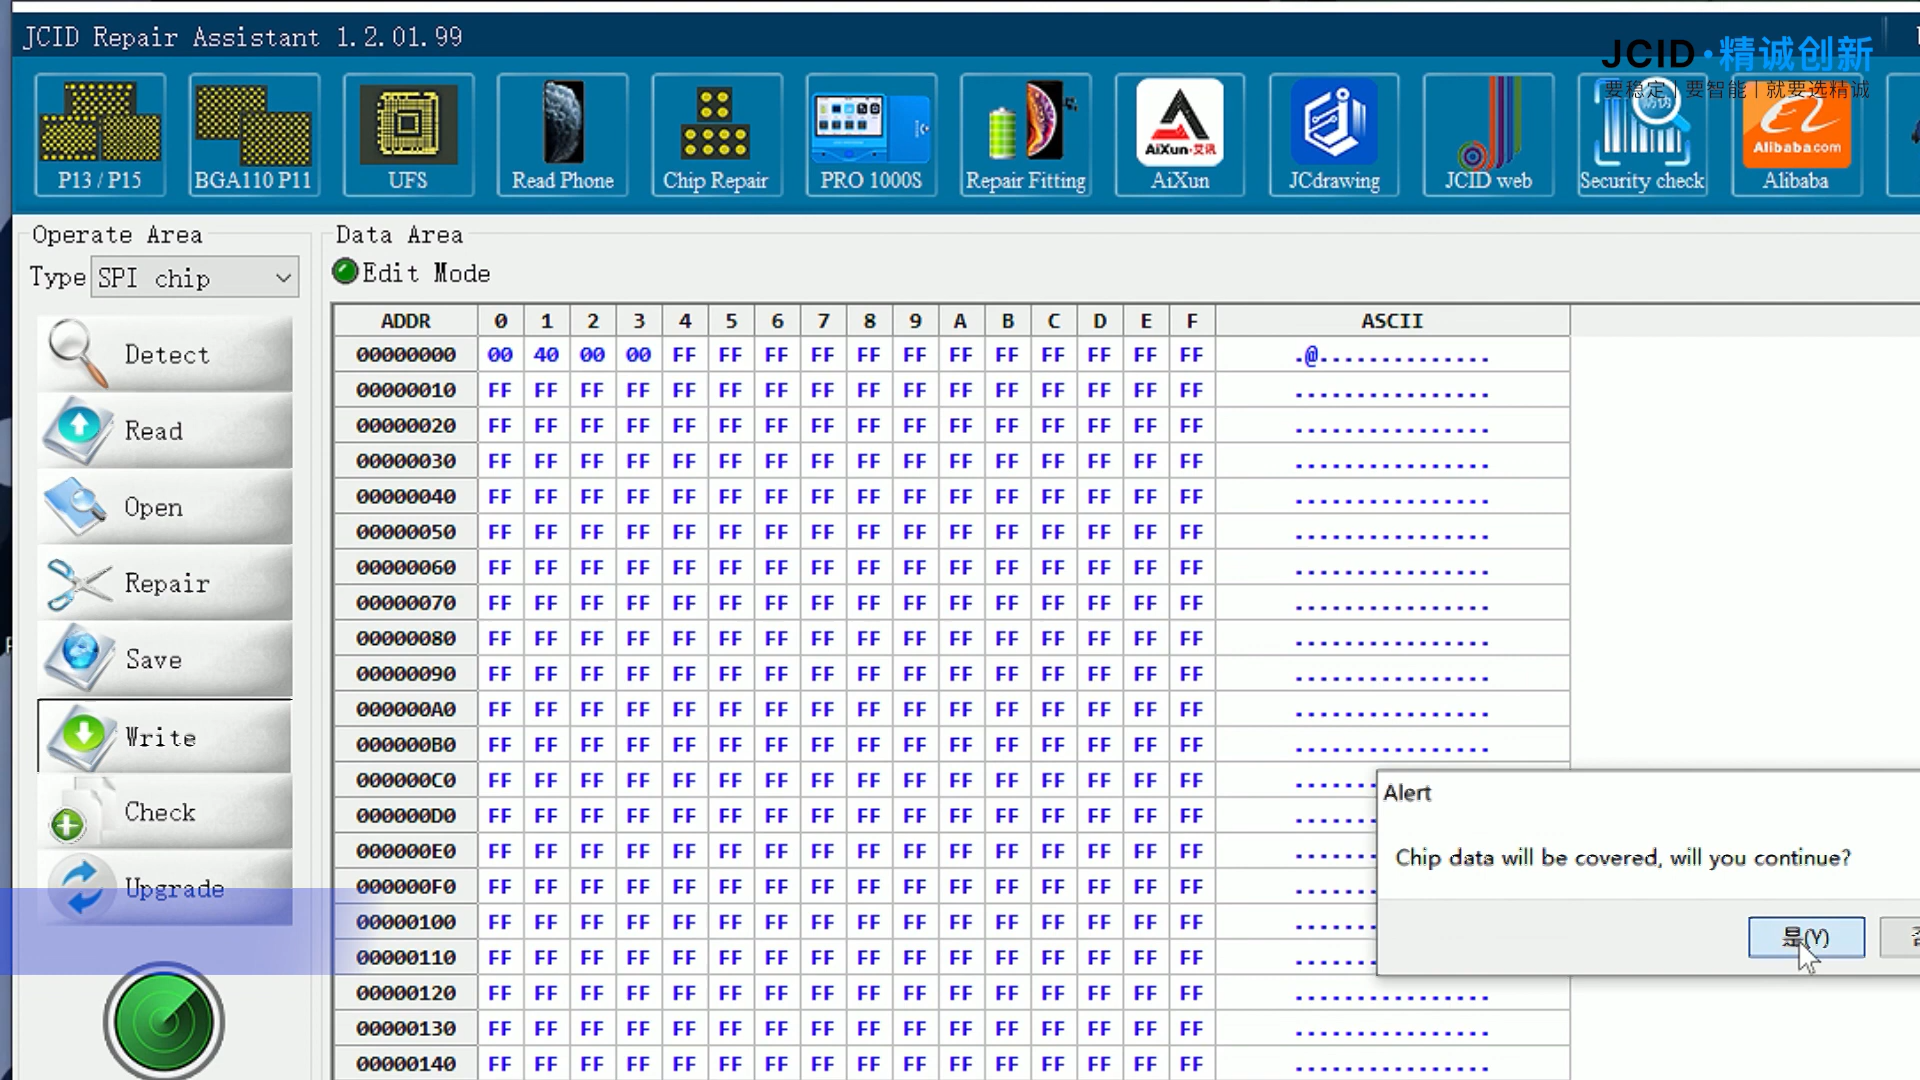 JCID Repair Assistant 1.2.01.99
JCID·精诚创新
要稳定 | 要智能 | 就要选精诚
P13 / P15 BGA110 P11 UFS Read Phone Chip Repair PRO 1000S Repair Fitting AiXun JCdrawing JCID web Security check Alibaba
AiXun·艾讯
防伪
Alibaba.com
Operate Area
Type SPI chip
Detect
Read
Open
Repair
Save
Write
Check
Upgrade
Data Area
Edit Mode
ADDR 0 1 2 3 4 5 6 7 8 9 A B C D E F ASCII
00000000 00 40 00 00 FF FF FF FF FF FF FF FF FF FF FF FF .@..............
00000010 FF FF FF FF FF FF FF FF FF FF FF FF FF FF FF FF ................
00000020 FF FF FF FF FF FF FF FF FF FF FF FF FF FF FF FF ................
00000030 FF FF FF FF FF FF FF FF FF FF FF FF FF FF FF FF ................
00000040 FF FF FF FF FF FF FF FF FF FF FF FF FF FF FF FF ................
00000050 FF FF FF FF FF FF FF FF FF FF FF FF FF FF FF FF ................
00000060 FF FF FF FF FF FF FF FF FF FF FF FF FF FF FF FF ................
00000070 FF FF FF FF FF FF FF FF FF FF FF FF FF FF FF FF ................
00000080 FF FF FF FF FF FF FF FF FF FF FF FF FF FF FF FF ................
00000090 FF FF FF FF FF FF FF FF FF FF FF FF FF FF FF FF ................
000000A0 FF FF FF FF FF FF FF FF FF FF FF FF FF FF FF FF ................
000000B0 FF FF FF FF FF FF FF FF FF FF FF FF FF FF FF FF ................
000000C0 FF FF FF FF FF FF FF FF FF FF FF FF FF FF FF FF .......
000000D0 FF FF FF FF FF FF FF FF FF FF FF FF FF FF FF FF .......
000000E0 FF FF FF FF FF FF FF FF FF FF FF FF FF FF FF FF .......
000000F0 FF FF FF FF FF FF FF FF FF FF FF FF FF FF FF FF .......
00000100 FF FF FF FF FF FF FF FF FF FF FF FF FF FF FF FF .......
00000110 FF FF FF FF FF FF FF FF FF FF FF FF FF FF FF FF .......
00000120 FF FF FF FF FF FF FF FF FF FF FF FF FF FF FF FF ................
00000130 FF FF FF FF FF FF FF FF FF FF FF FF FF FF FF FF ................
00000140 FF FF FF FF FF FF FF FF FF FF FF FF FF FF FF FF ................
Alert
Chip data will be covered, will you continue?
是(Y)